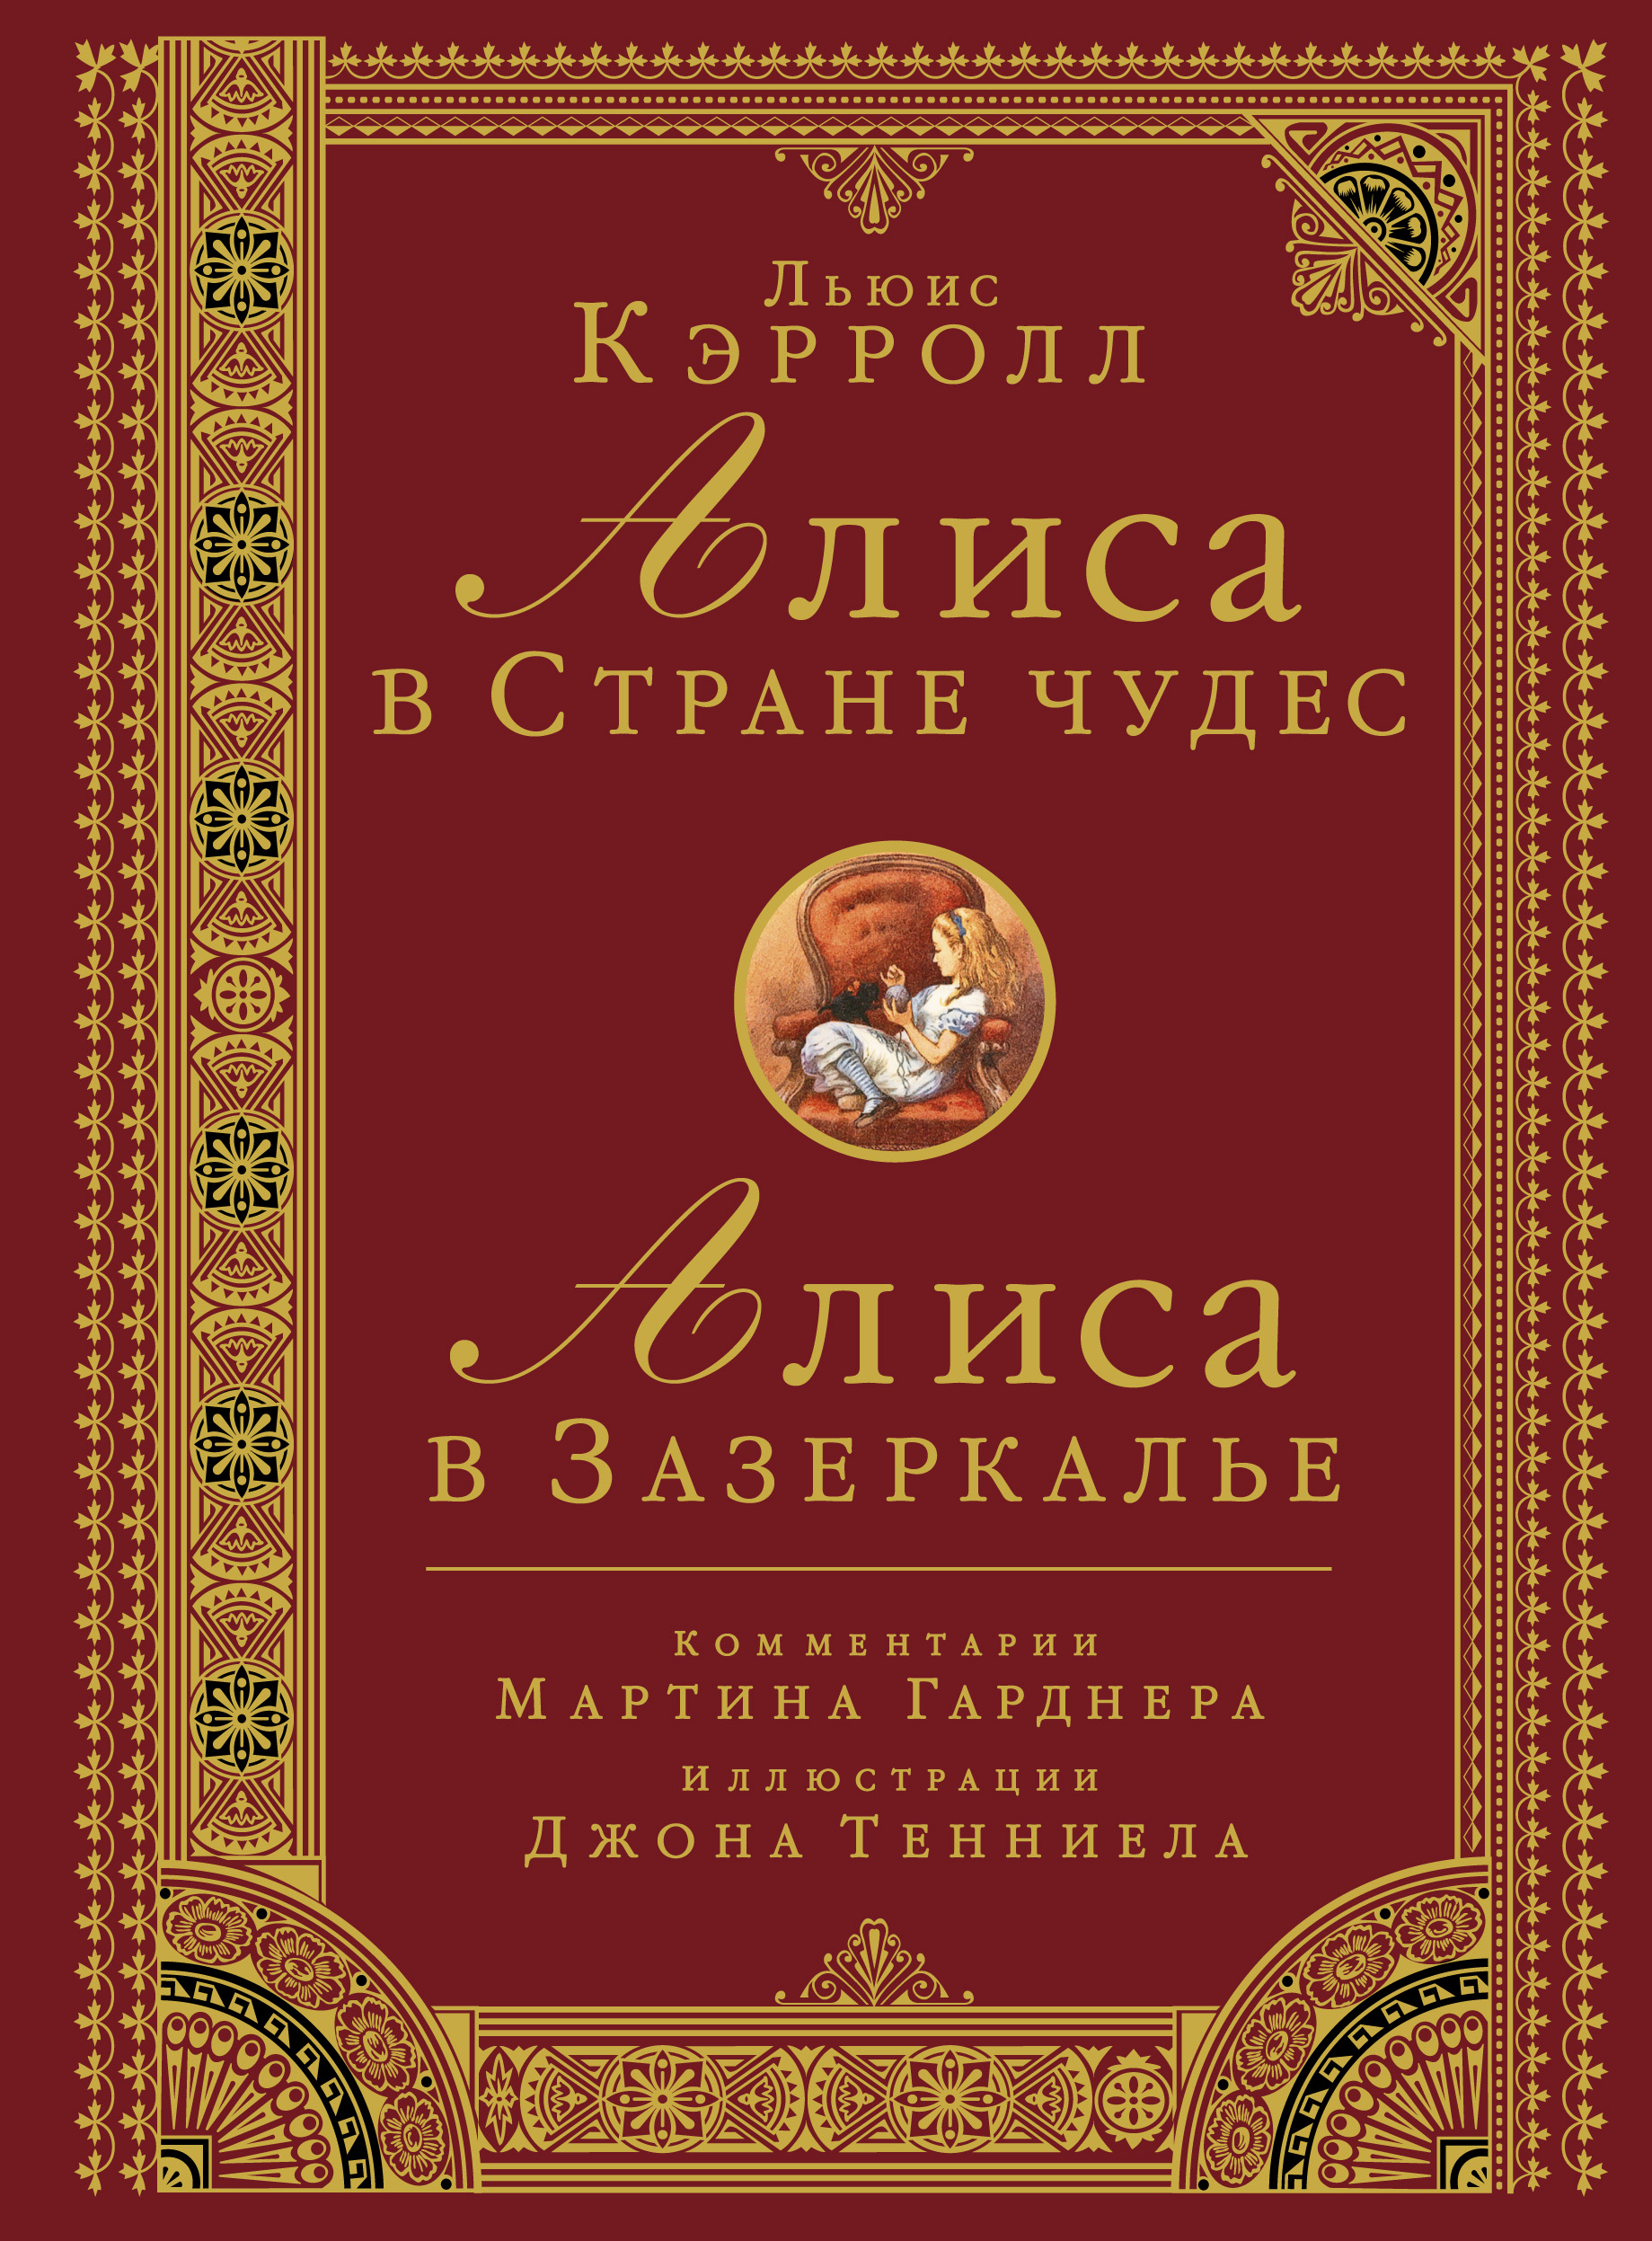 Льюис
Кэрролл
Алиса
в Стране чудес
Алиса
в Зазеркалье
Комментарии
Мартина Гарднера
Иллюстрации
Джона Тенниела